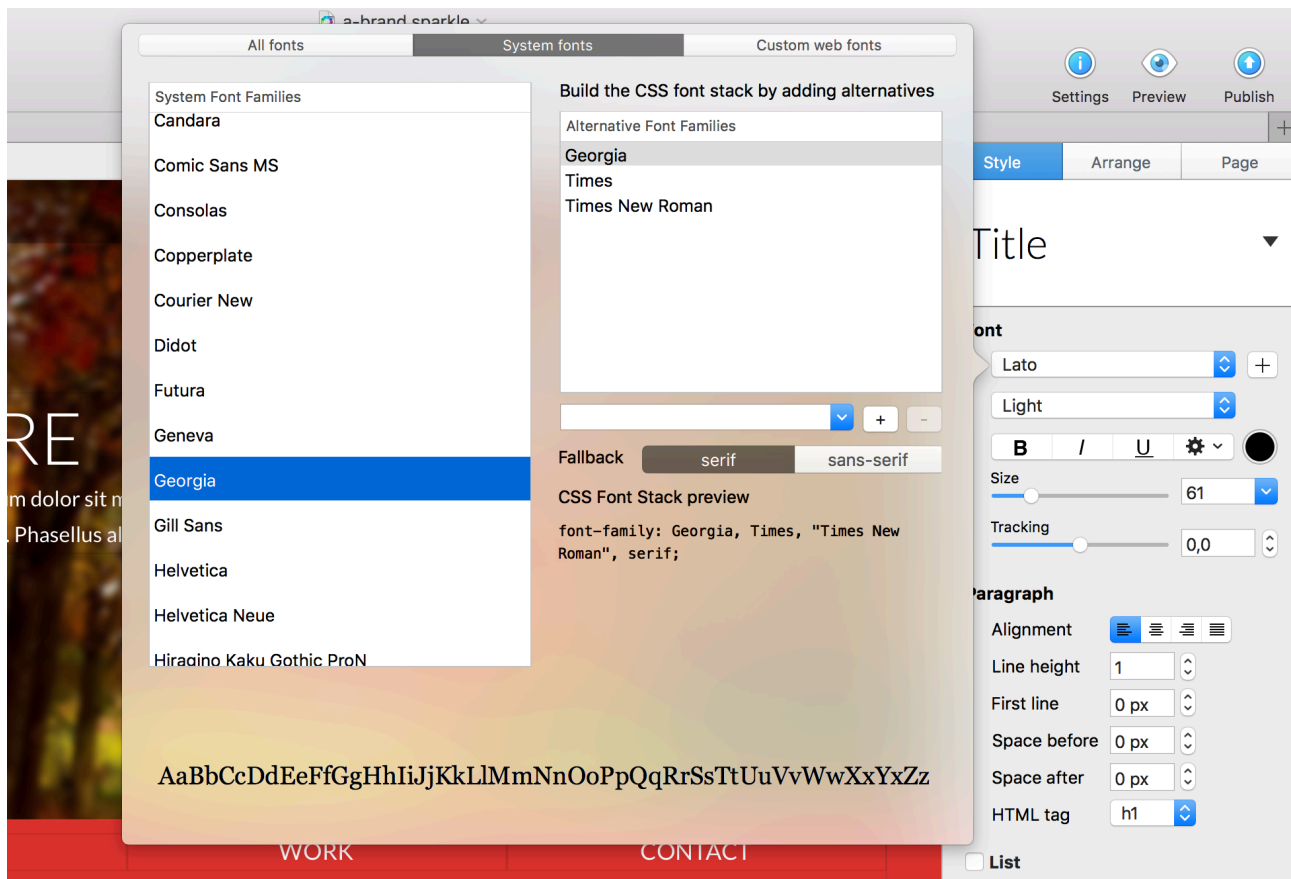 a-brand sparkle
All fonts
System fonts
Custom web fonts
Settings
Preview
Publish
System Font Families
Candara
Comic Sans MS
Consolas
Copperplate
Courier New
Didot
Futura
Geneva
Georgia
Gill Sans
Helvetica
Helvetica Neue
Hiragino Kaku Gothic ProN
Build the CSS font stack by adding alternatives
Alternative Font Families
Georgia
Times
Times New Roman
+
-
Fallback
serif
sans-serif
CSS Font Stack preview
font-family: Georgia, Times, "Times New
Roman", serif;
AaBbCcDdEeFfGgHhIiJjKkLlMmNnOoPpQqRrSsTtUuVvWwXxYxZz
Style
Arrange
Page
Title
ont
Lato
+
Light
B I U
Size
61
Tracking
0,0
Paragraph
Alignment
Line height
1
First line
0 px
Space before
0 px
Space after
0 px
HTML tag
h1
List
RE
m dolor sit m
. Phasellus al
WORK
CONTACT